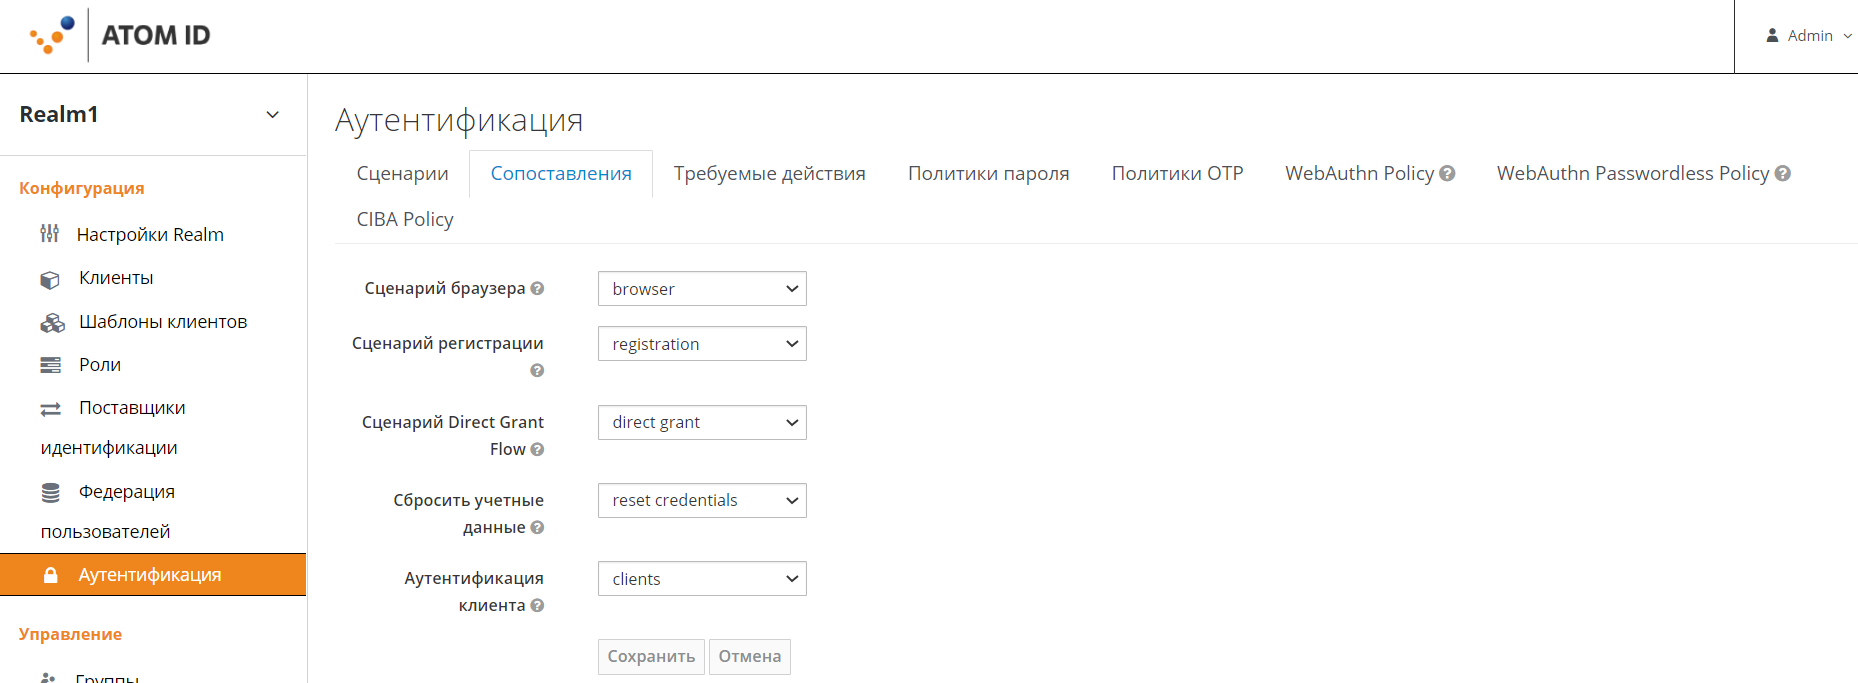 ATOM ID
Admin
Realm1
Конфигурация
Настройки Realm
Клиенты
Шаблоны клиентов
Роли
Поставщики
идентификации
Федерация
пользователей
Аутентификация
Управление
Группы
Аутентификация
Сценарии Сопоставления Требуемые действия Политики пароля Политики OTP WebAuthn Policy WebAuthn Passwordless Policy
CIBA Policy
Сценарий браузера browser
Сценарий регистрации registration
Сценарий Direct Grant direct grant
Flow
Сбросить учетные reset credentials
данные
Аутентификация clients
клиента
Сохранить Отмена